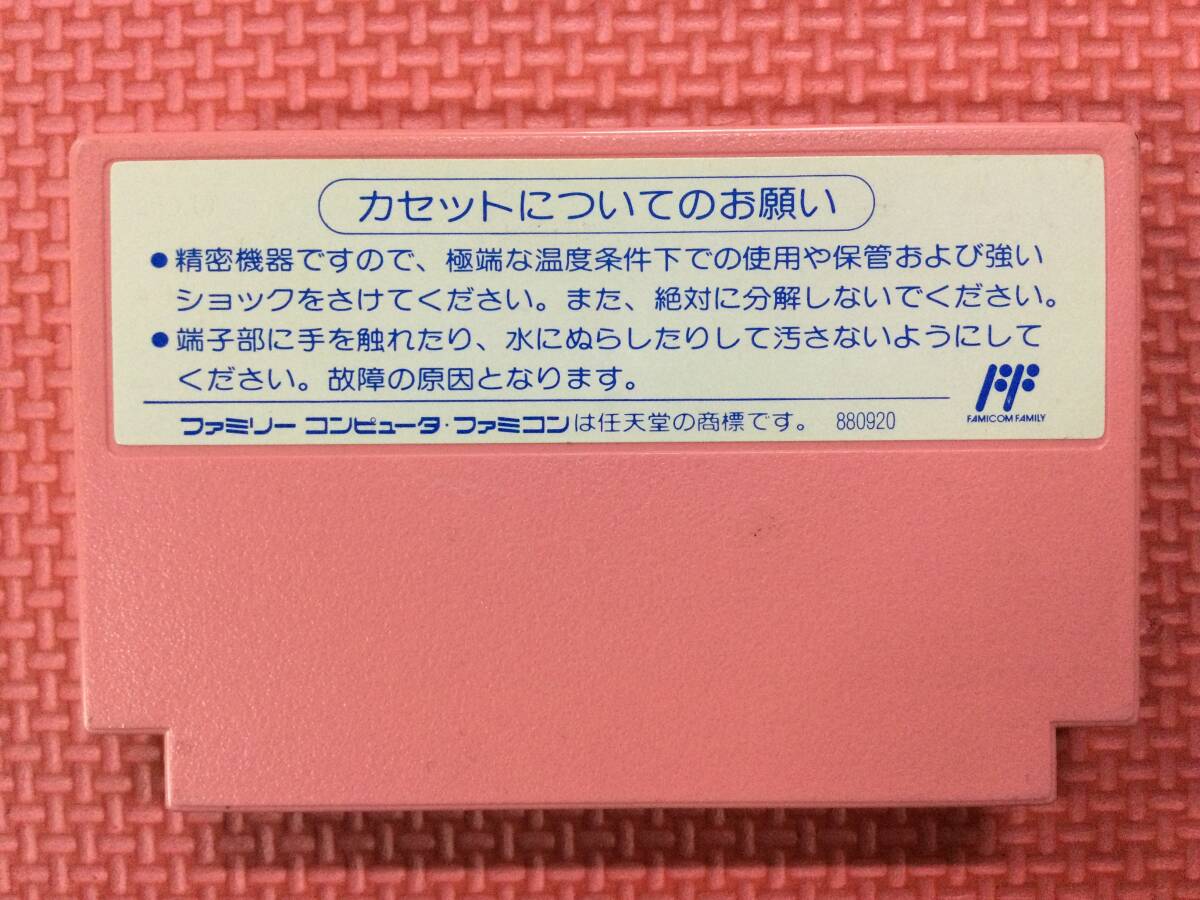 カセットについてのお願い
●精密機器ですので、極端な温度条件下での使用や保管および強い
ショックをさけてください。また、絶対に分解しないでください。
●端子部に手を触れたり、水にぬらしたりして汚さないようにして
ください。故障の原因となります。
ファミリー コンピュータ・ファミコンは任天堂の商標です。 880920
FF
FAMICOM FAMILY